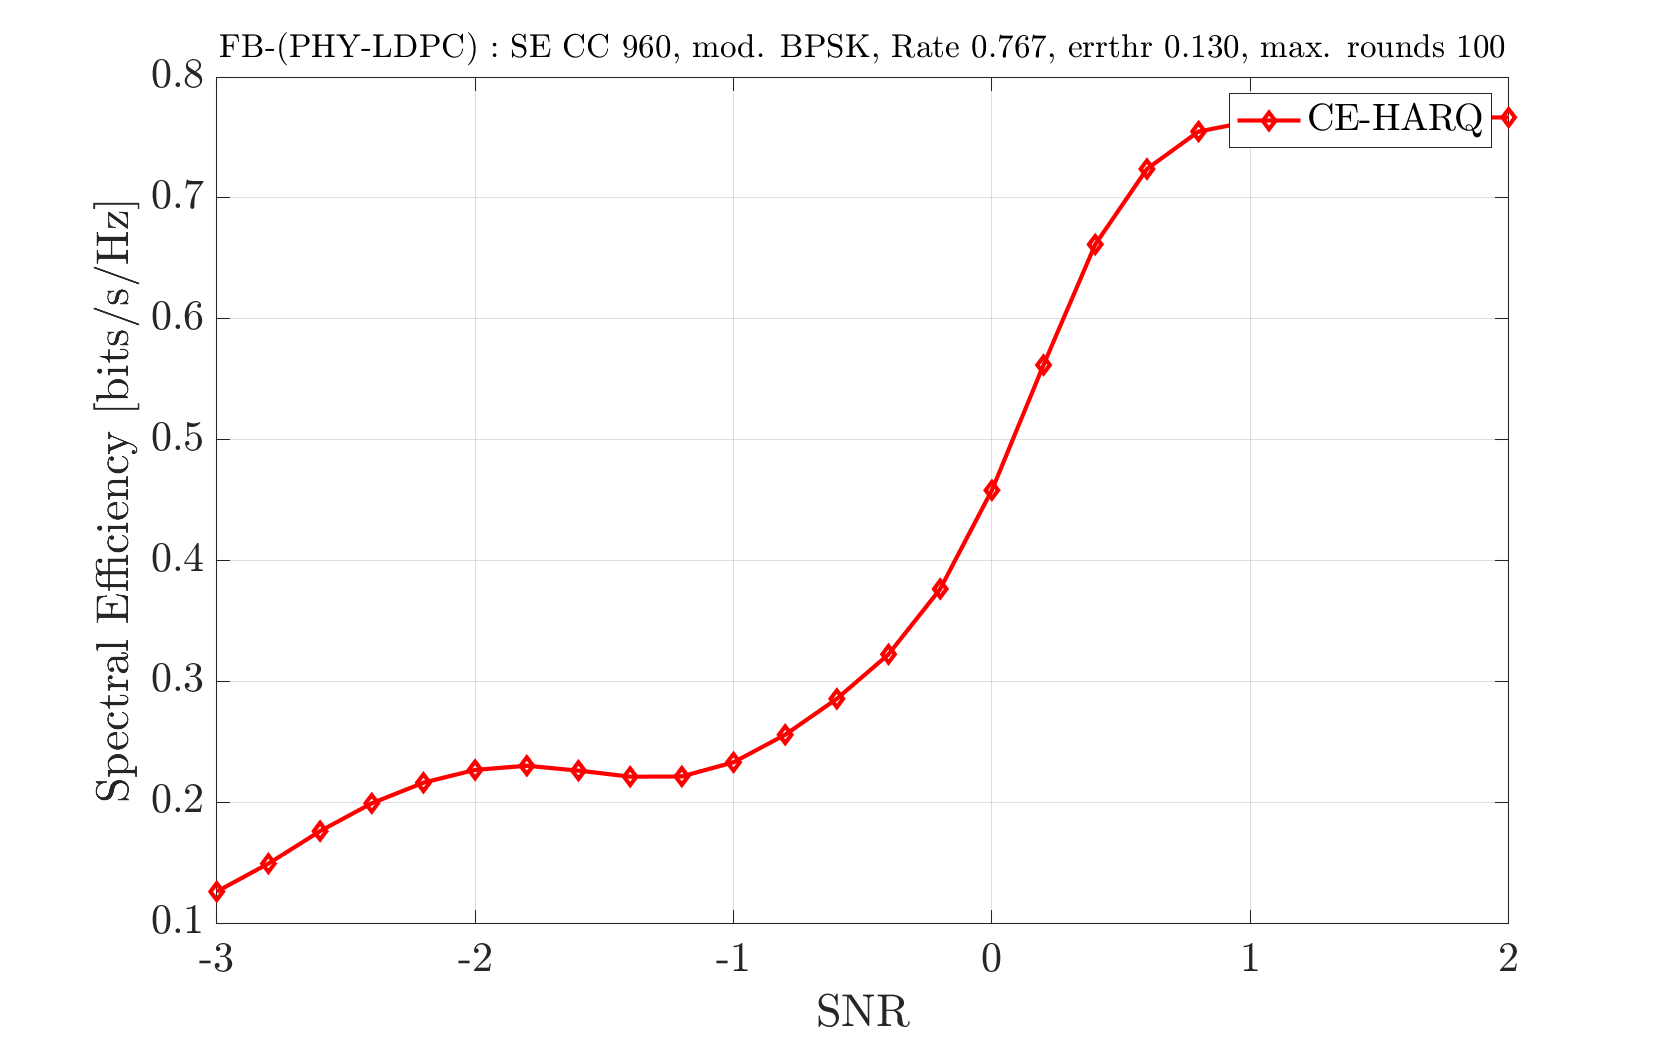 FB-(PHY-LDPC) : SE CC 960, mod. BPSK, Rate 0.767, errthr 0.130, max. rounds 100
CE-HARQ
Spectral Efficiency [bits/s/Hz]
0.8
0.7
0.6
0.5
0.4
0.3
0.2
0.1
-3 -2 -1 0 1 2
SNR